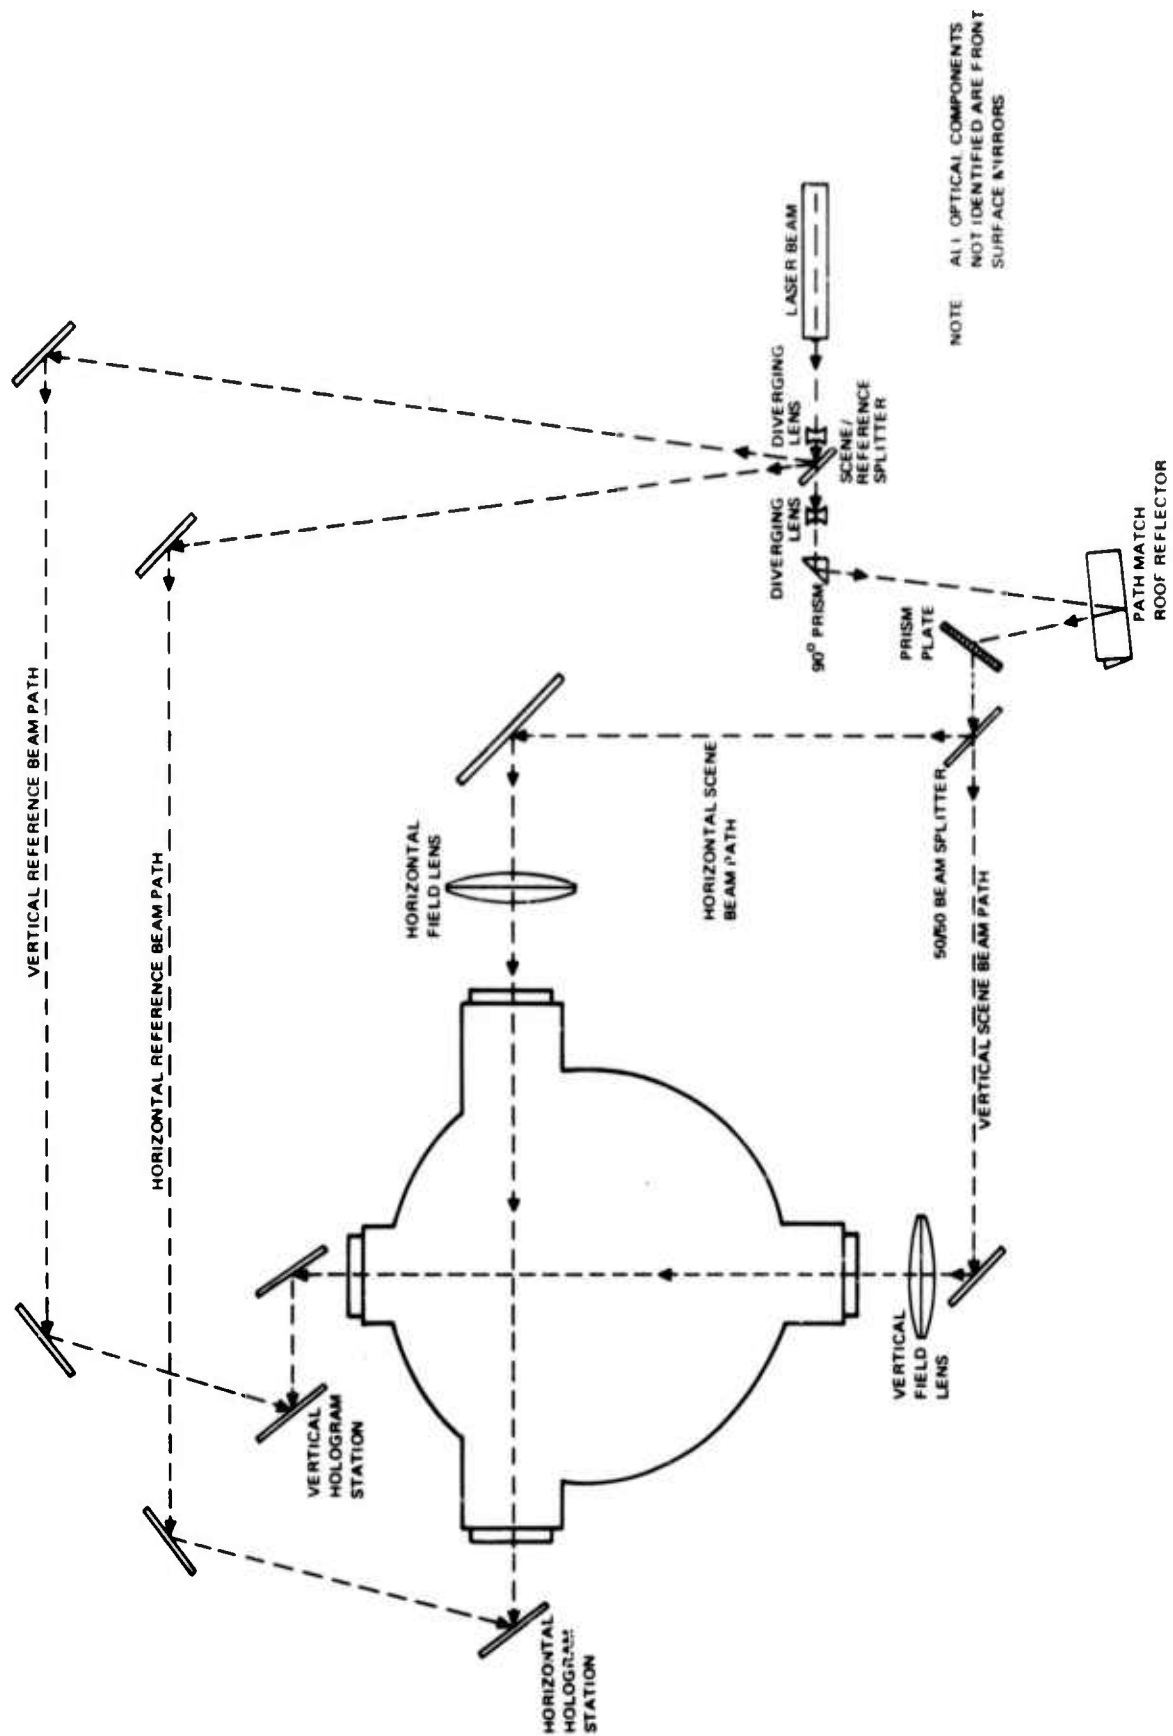 VERTICAL REFERENCE BEAM PATH
HORIZONTAL REFERENCE BEAM PATH
VERTICAL
HOLOGRAM
STATION
HORIZONTAL
HOLOGRAM
STATION
HORIZONTAL
FIELD LENS
HORIZONTAL SCENE
BEAM PATH
50/50 BEAM SPLITTER
VERTICAL SCENE BEAM PATH
VERTICAL
FIELD
LENS
LASER BEAM
DIVERGING
LENS
SCENE/
REFERENCE
SPLITTER
DIVERGING
LENS
90° PRISM
PRISM
PLATE
PATH MATCH
ROOF REFLECTOR
NOTE ALL OPTICAL COMPONENTS
NOT IDENTIFIED ARE FRONT
SURFACE MIRRORS